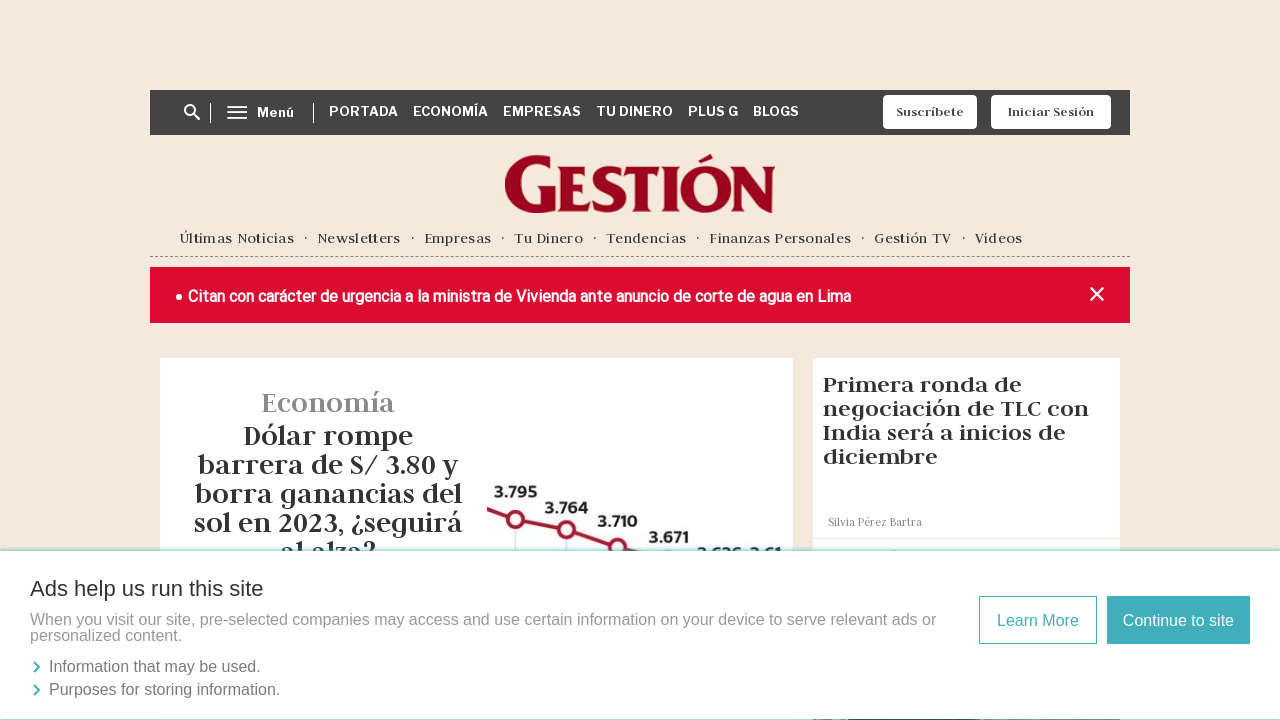 Menú
PORTADA ECONOMÍA EMPRESAS TU DINERO PLUS G BLOGS
Suscríbete
Iniciar Sesión
GESTIÓN
Últimas Noticias · Newsletters · Empresas · Tu Dinero · Tendencias · Finanzas Personales · Gestión TV · Videos
• Citan con carácter de urgencia a la ministra de Vivienda ante anuncio de corte de agua en Lima
Economía
Dólar rompe
barrera de S/ 3.80 y
borra ganancias del
sol en 2023, ¿seguirá
al alza?
3.795
3.764
3.710
3.671
Primera ronda de
negociación de TLC con
India será a inicios de
diciembre
Silvia Pérez Bartra
Ads help us run this site
When you visit our site, pre-selected companies may access and use certain information on your device to serve relevant ads or
personalized content.
Information that may be used.
Purposes for storing information.
Learn More
Continue to site